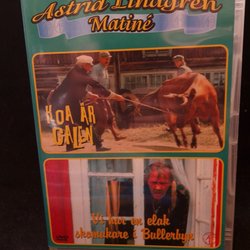 Astrid Lindgren
Matiné
KOA ÄR
GALEN
Vi har en elak
skomakare i Bullerbyn